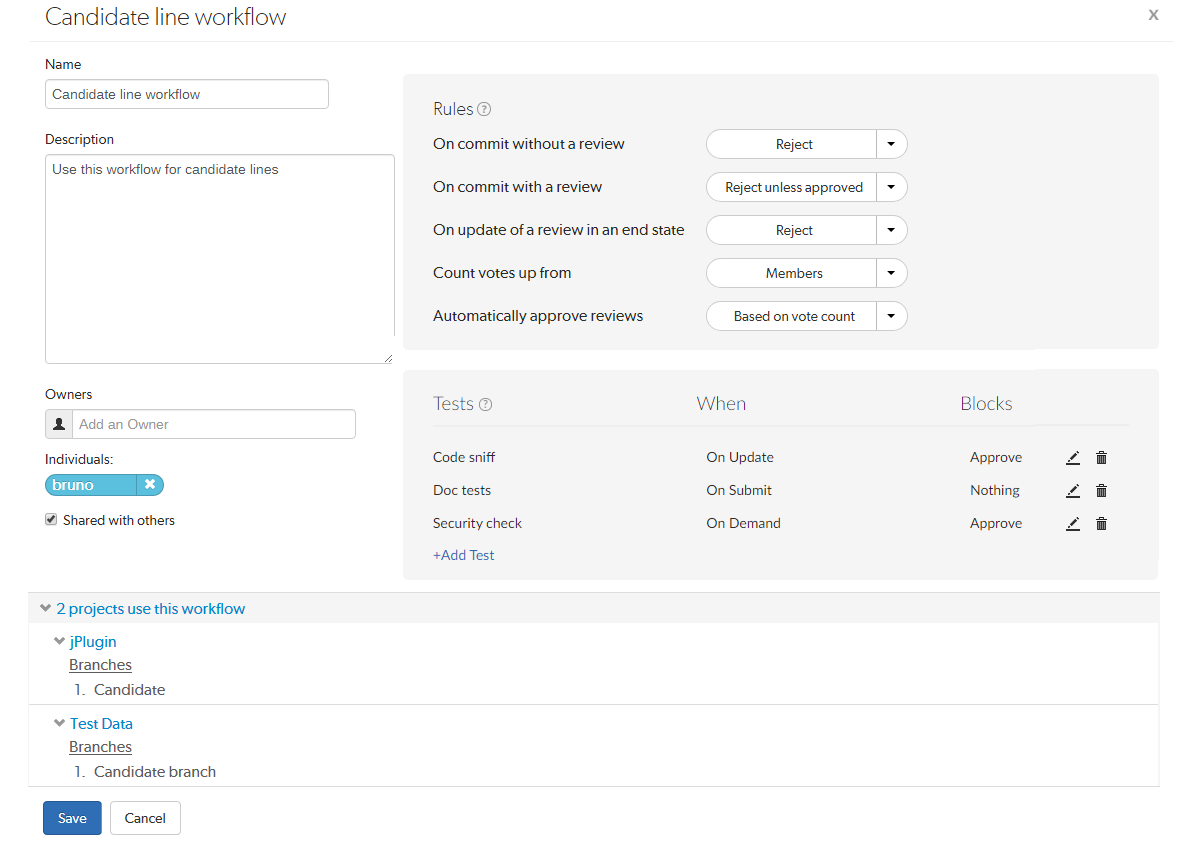 Candidate line workflow
x
Name
Candidate line workflow
Description
Use this workflow for candidate lines
Owners
Add an Owner
Individuals:
bruno
Shared with others
Rules ?
On commit without a review Reject
On commit with a review Reject unless approved
On update of a review in an end state Reject
Count votes up from Members
Automatically approve reviews Based on vote count
Tests ? When Blocks
Code sniff On Update Approve
Doc tests On Submit Nothing
Security check On Demand Approve
+Add Test
2 projects use this workflow
jPlugin
Branches
1. Candidate
Test Data
Branches
1. Candidate branch
Save Cancel